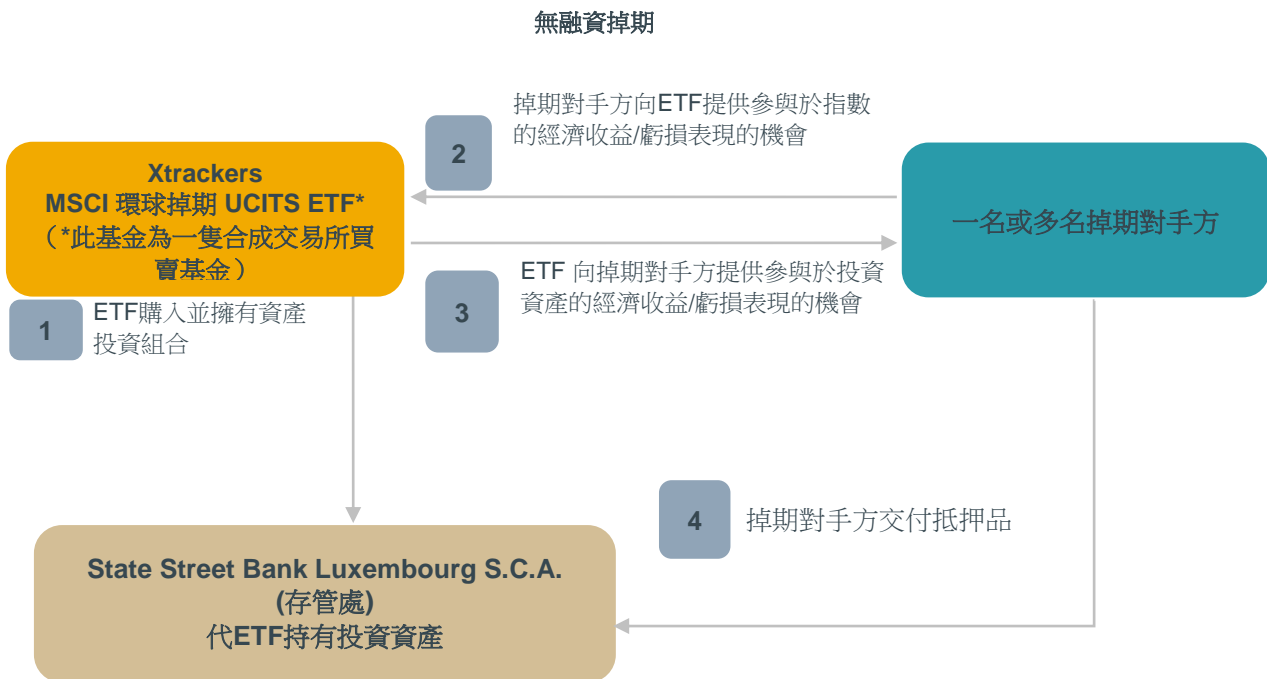 無融資掉期
掉期對手方向ETF提供參與於指數
的經濟收益/虧損表現的機會
2
Xtrackers
MSCI 環球掉期 UCITS ETF*
（*此基金為一隻合成交易所買
賣基金）
一名或多名掉期對手方
ETF 向掉期對手方提供參與於投資
資產的經濟收益/虧損表現的機會
3
1
ETF購入並擁有資產
投資組合
4
掉期對手方交付抵押品
State Street Bank Luxembourg S.C.A.
(存管處)
代ETF持有投資資產